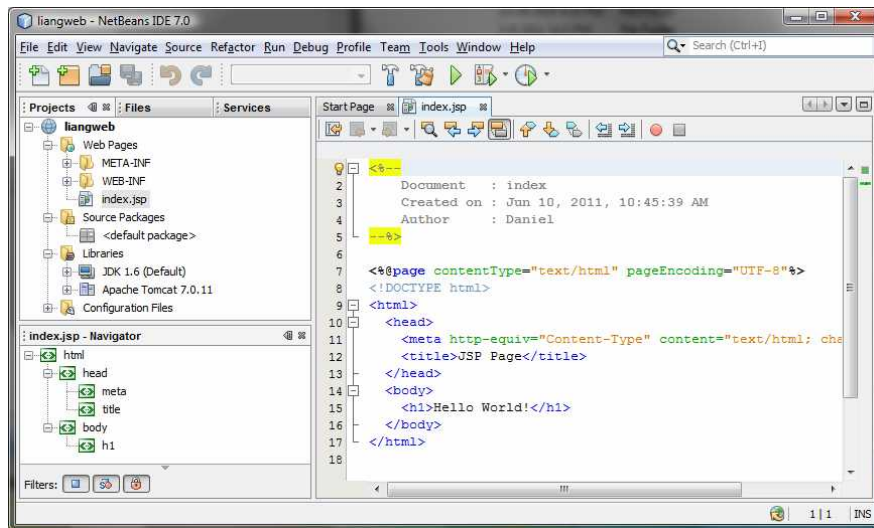 liangweb - NetBeans IDE 7.0
File Edit View Navigate Source Refactor Run Debug Profile Team Tools Window Help
Search (Ctrl+I)
Projects Files Services
liangweb
Web Pages
META-INF
WEB-INF
index.jsp
Source Packages
<default package>
Libraries
JDK 1.6 (Default)
Apache Tomcat 7.0.11
Configuration Files
index.jsp - Navigator
html
head
meta
title
body
h1
Filters:
Start Page index.jsp
<%--
2 Document : index
3 Created on : Jun 10, 2011, 10:45:39 AM
4 Author : Daniel
5 --%>
6
7 <%@page contentType="text/html" pageEncoding="UTF-8"%>
8 <!DOCTYPE html>
9 <html>
10 <head>
11 <meta http-equiv="Content-Type" content="text/html; cha
12 <title>JSP Page</title>
13 </head>
14 <body>
15 <h1>Hello World!</h1>
16 </body>
17 </html>
18
1|1 INS